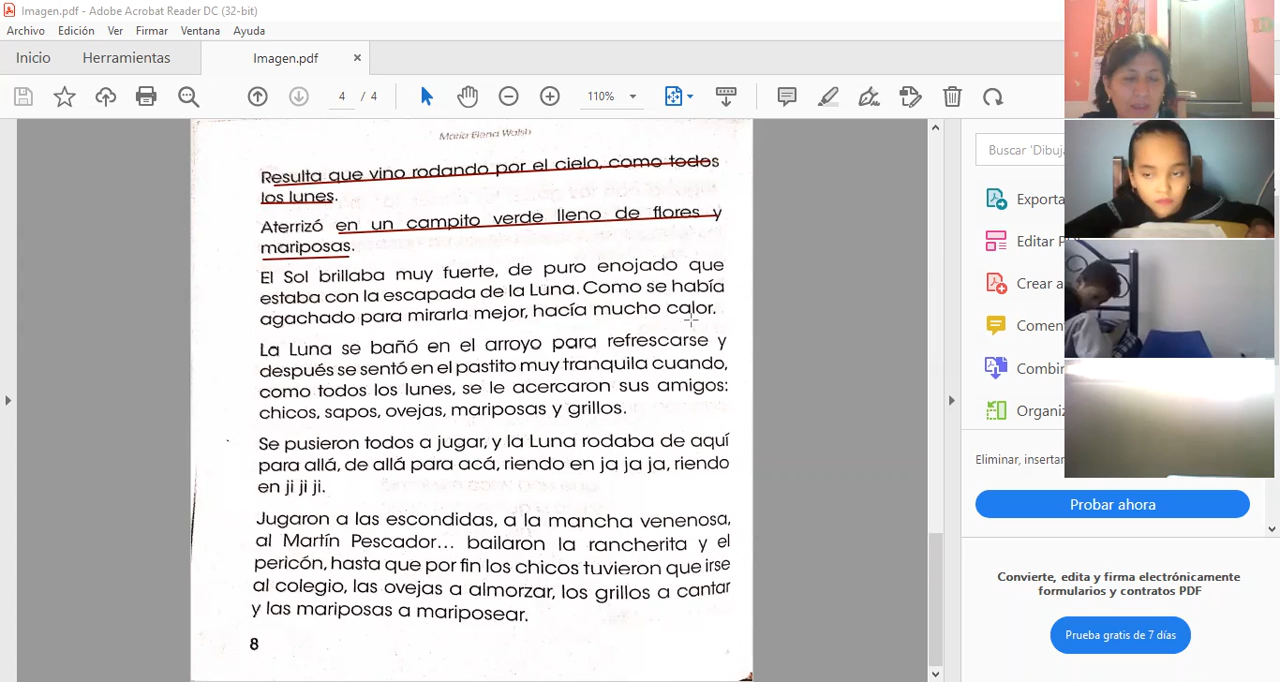 Imagen.pdf - Adobe Acrobat Reader DC (32-bit)
Archivo Edición Ver Firmar Ventana Ayuda
Inicio Herramientas Imagen.pdf
4 / 4 110%
María Elena Walsh
Resulta que vino rodando por el cielo, como todos
los lunes.
Aterrizó en un campito verde lleno de flores y
mariposas.
El Sol brillaba muy fuerte, de puro enojado que
estaba con la escapada de la Luna. Como se había
agachado para mirarla mejor, hacía mucho calor.
La Luna se bañó en el arroyo para refrescarse y
después se sentó en el pastito muy tranquila cuando,
como todos los lunes, se le acercaron sus amigos:
chicos, sapos, ovejas, mariposas y grillos.
Se pusieron todos a jugar, y la Luna rodaba de aquí
para allá, de allá para acá, riendo en ja ja ja, riendo
en ji ji ji.
Jugaron a las escondidas, a la mancha venenosa,
al Martín Pescador... bailaron la rancherita y el
pericón, hasta que por fin los chicos tuvieron que irse
al colegio, las ovejas a almorzar, los grillos a cantar
y las mariposas a mariposear.
8
Buscar 'Dibuj
Exporta
Editar P
Crear a
Comen
Combin
Organiz
Eliminar, insertar
Probar ahora
Convierte, edita y firma electrónicamente
formularios y contratos PDF
Prueba gratis de 7 días